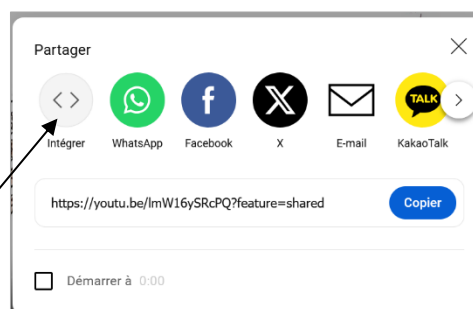 Partager
Intégrer WhatsApp Facebook X E-mail TALK KakaoTalk
https://youtu.be/lmW16ySRcPQ?feature=shared Copier
Démarrer à 0:00